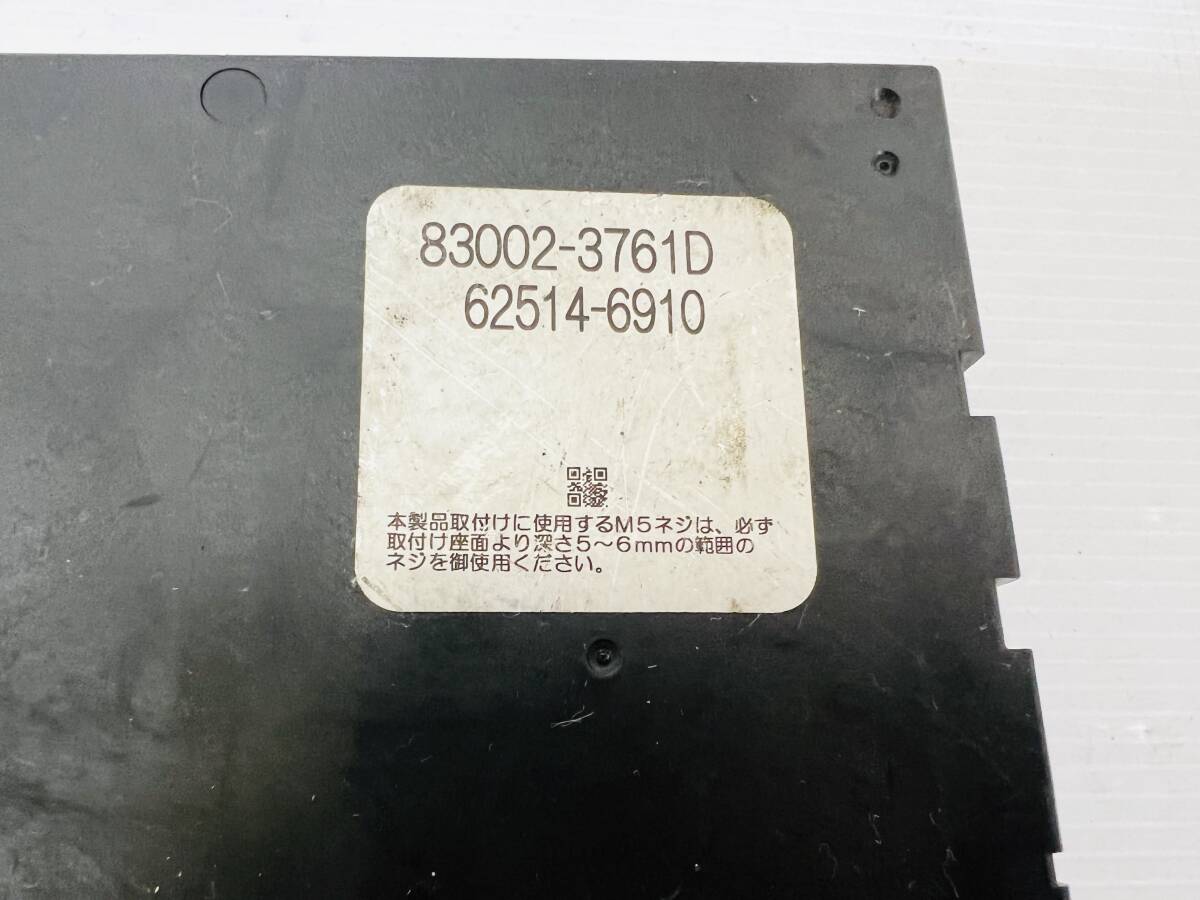 83002-3761D
62514-6910
本製品取付けに使用するM5ネジは、必ず
取付け座面より深さ5〜6mmの範囲の
ネジを御使用ください。